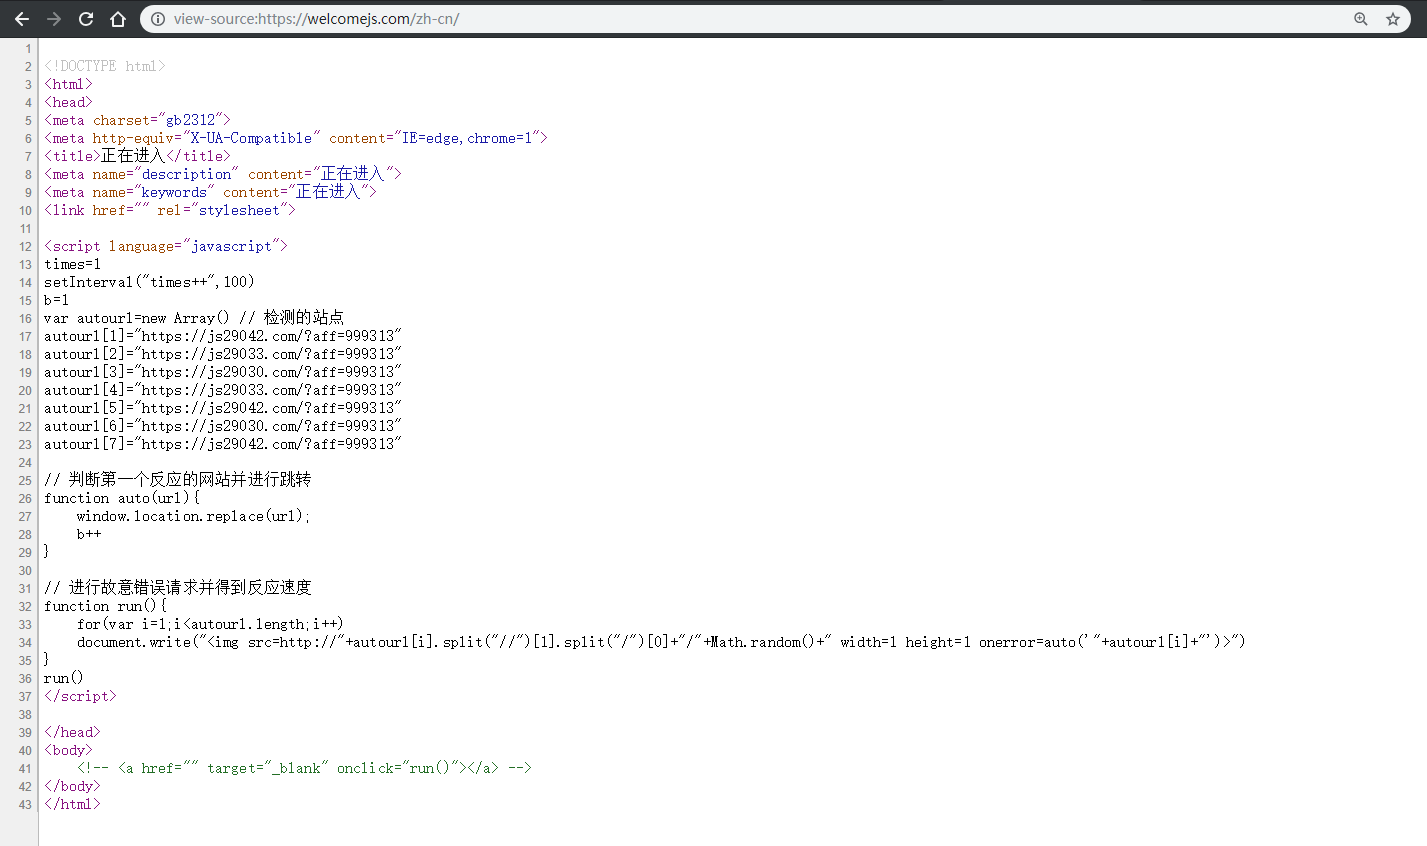 view-source:https://welcomejs.com/zh-cn/
1
2 <!DOCTYPE html>
3 <html>
4 <head>
5 <meta charset="gb2312">
6 <meta http-equiv="X-UA-Compatible" content="IE=edge,chrome=1">
7 <title>正在进入</title>
8 <meta name="description" content="正在进入">
9 <meta name="keywords" content="正在进入">
10 <link href="" rel="stylesheet">
11
12 <script language="javascript">
13 times=1
14 setInterval("times++",100)
15 b=1
16 var autourl=new Array() // 检测的站点
17 autourl[1]="https://js29042.com/?aff=999313"
18 autourl[2]="https://js29033.com/?aff=999313"
19 autourl[3]="https://js29030.com/?aff=999313"
20 autourl[4]="https://js29033.com/?aff=999313"
21 autourl[5]="https://js29042.com/?aff=999313"
22 autourl[6]="https://js29030.com/?aff=999313"
23 autourl[7]="https://js29042.com/?aff=999313"
24
25 // 判断第一个反应的网站并进行跳转
26 function auto(url){
27 window.location.replace(url);
28 b++
29 }
30
31 // 进行故意错误请求并得到反应速度
32 function run(){
33 for(var i=1;i<autourl.length;i++)
34 document.write("<img src=http://"+autourl[i].split("//")[1].split("/")[0]+"/"+Math.random()+" width=1 height=1 onerror=auto('"+autourl[i]+"')>")
35 }
36 run()
37 </script>
38
39 </head>
40 <body>
41 <!-- <a href="" target="_blank" onclick="run()"></a> -->
42 </body>
43 </html>